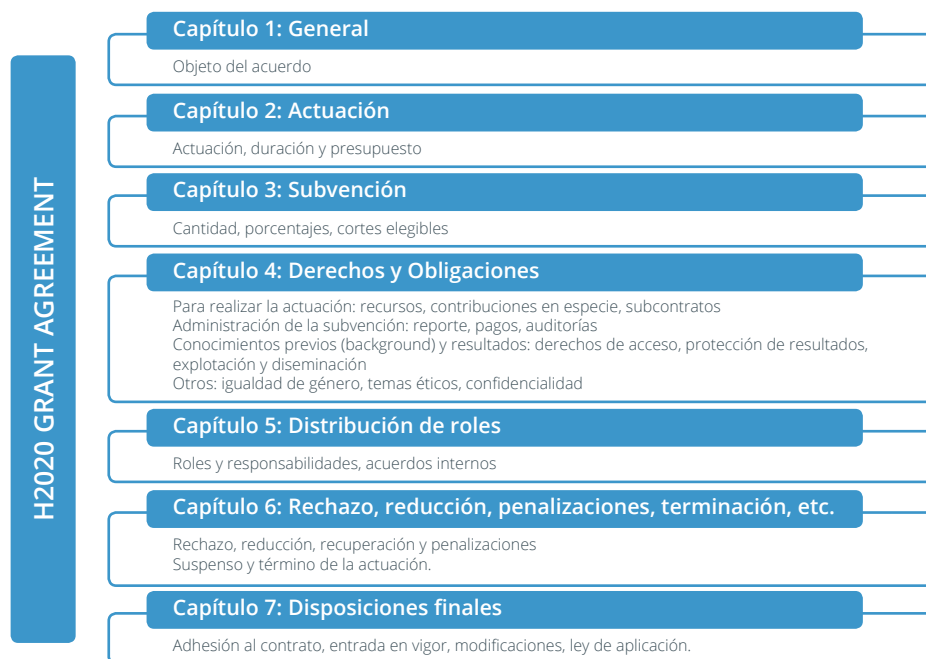 H2020 GRANT AGREEMENT
Capítulo 1: General
Objeto del acuerdo
Capítulo 2: Actuación
Actuación, duración y presupuesto
Capítulo 3: Subvención
Cantidad, porcentajes, cortes elegibles
Capítulo 4: Derechos y Obligaciones
Para realizar la actuación: recursos, contribuciones en especie, subcontratos
Administración de la subvención: reporte, pagos, auditorías
Conocimientos previos (background) y resultados: derechos de acceso, protección de resultados,
explotación y diseminación
Otros: igualdad de género, temas éticos, confidencialidad
Capítulo 5: Distribución de roles
Roles y responsabilidades, acuerdos internos
Capítulo 6: Rechazo, reducción, penalizaciones, terminación, etc.
Rechazo, reducción, recuperación y penalizaciones
Suspenso y término de la actuación.
Capítulo 7: Disposiciones finales
Adhesión al contrato, entrada en vigor, modificaciones, ley de aplicación.